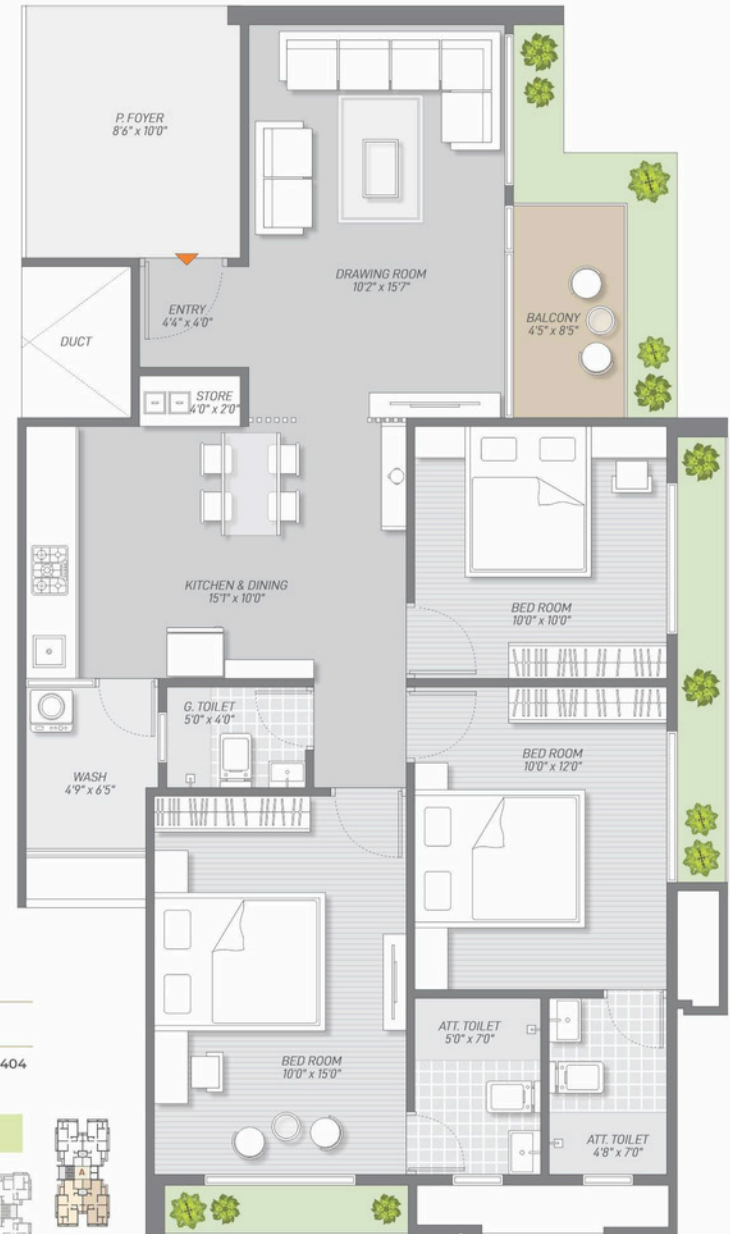 P. FOYER
8'6" x 10'0"
DRAWING ROOM
10'2" x 15'7"
ENTRY
4'4" x 4'0"
BALCONY
4'5" x 8'5"
DUCT
STORE
4'0" x 2'0"
KITCHEN & DINING
15'1" x 10'0"
BED ROOM
10'0" x 10'0"
G. TOILET
5'0" x 4'0"
BED ROOM
10'0" x 12'0"
WASH
4'9" x 6'5"
ATT. TOILET
5'0" x 7'0"
404
BED ROOM
10'0" x 15'0"
ATT. TOILET
4'8" x 7'0"
A